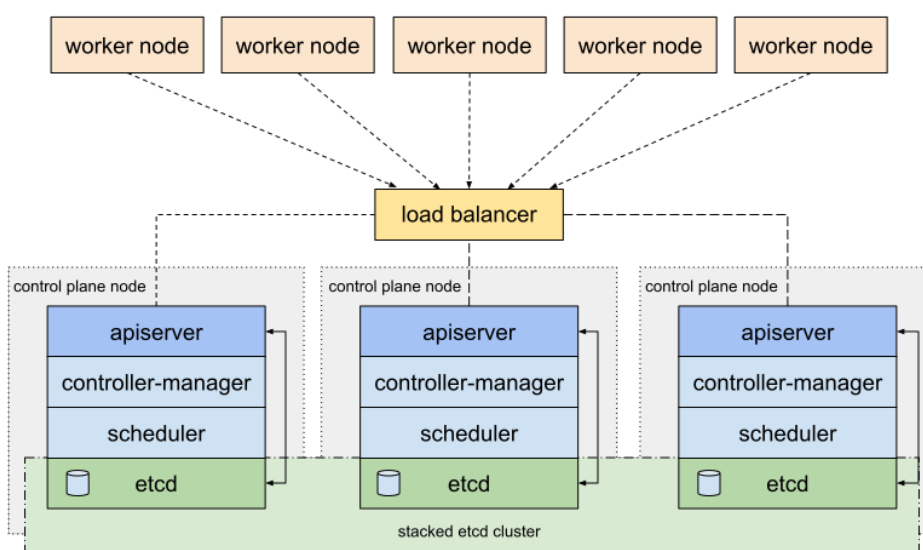 worker node
worker node
worker node
worker node
worker node
load balancer
control plane node
control plane node
control plane node
apiserver
apiserver
apiserver
controller-manager
controller-manager
controller-manager
scheduler
scheduler
scheduler
etcd
etcd
etcd
stacked etcd cluster